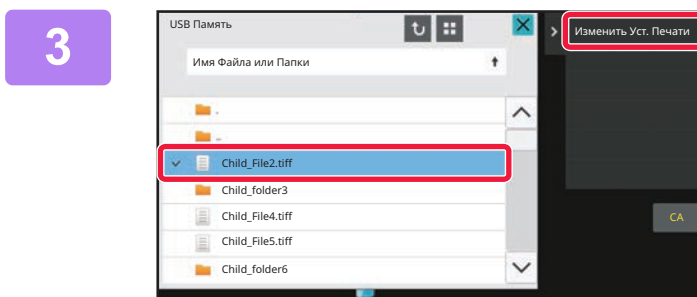 3
USB Память
Изменить Уст. Печати
Имя Файла или Папки
.
..
Child_File2.tiff
Child_folder3
Child_File4.tiff
Child_File5.tiff
CA
Child_folder6